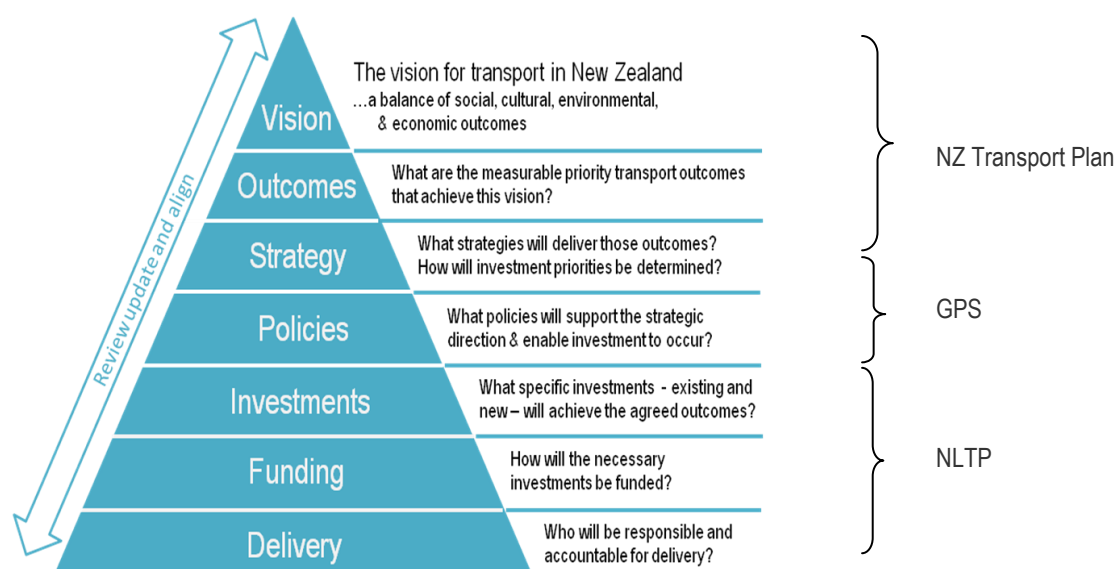 The vision for transport in New Zealand
…a balance of social, cultural, environmental,
& economic outcomes
Vision
NZ Transport Plan
What are the measurable priority transport outcomes
that achieve this vision?
Outcomes
Review update and align
What strategies will deliver those outcomes?
How will investment priorities be determined?
Strategy
GPS
What policies will support the strategic
direction & enable investment to occur?
Policies
What specific investments - existing and
new – will achieve the agreed outcomes?
Investments
NLTP
How will the necessary
investments be funded?
Funding
Who will be responsible and
accountable for delivery?
Delivery